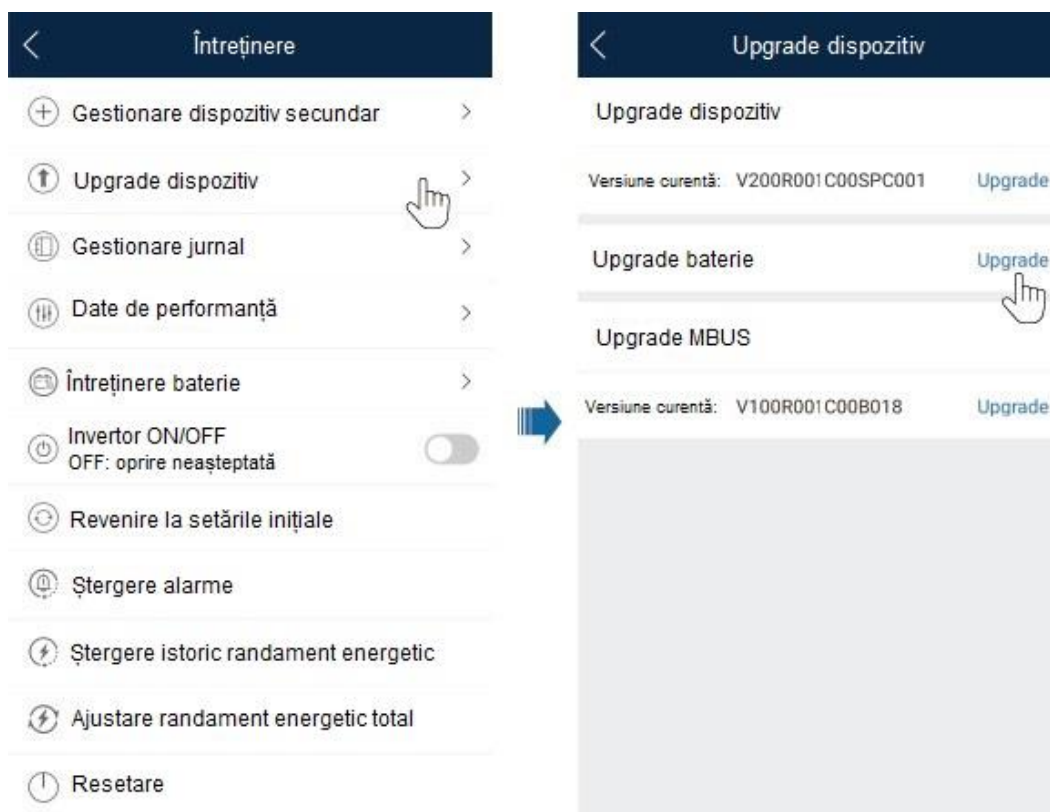 Întreținere
Gestionare dispozitiv secundar
Upgrade dispozitiv
Gestionare jurnal
Date de performanță
Întreținere baterie
Invertor ON/OFF
OFF: oprire neașteptată
Revenire la setările inițiale
Ștergere alarme
Ștergere istoric randament energetic
Ajustare randament energetic total
Resetare
Upgrade dispozitiv
Upgrade dispozitiv
Versiune curentă: V200R001C00SPC001 Upgrade
Upgrade baterie Upgrade
Upgrade MBUS
Versiune curentă: V100R001C00B018 Upgrade